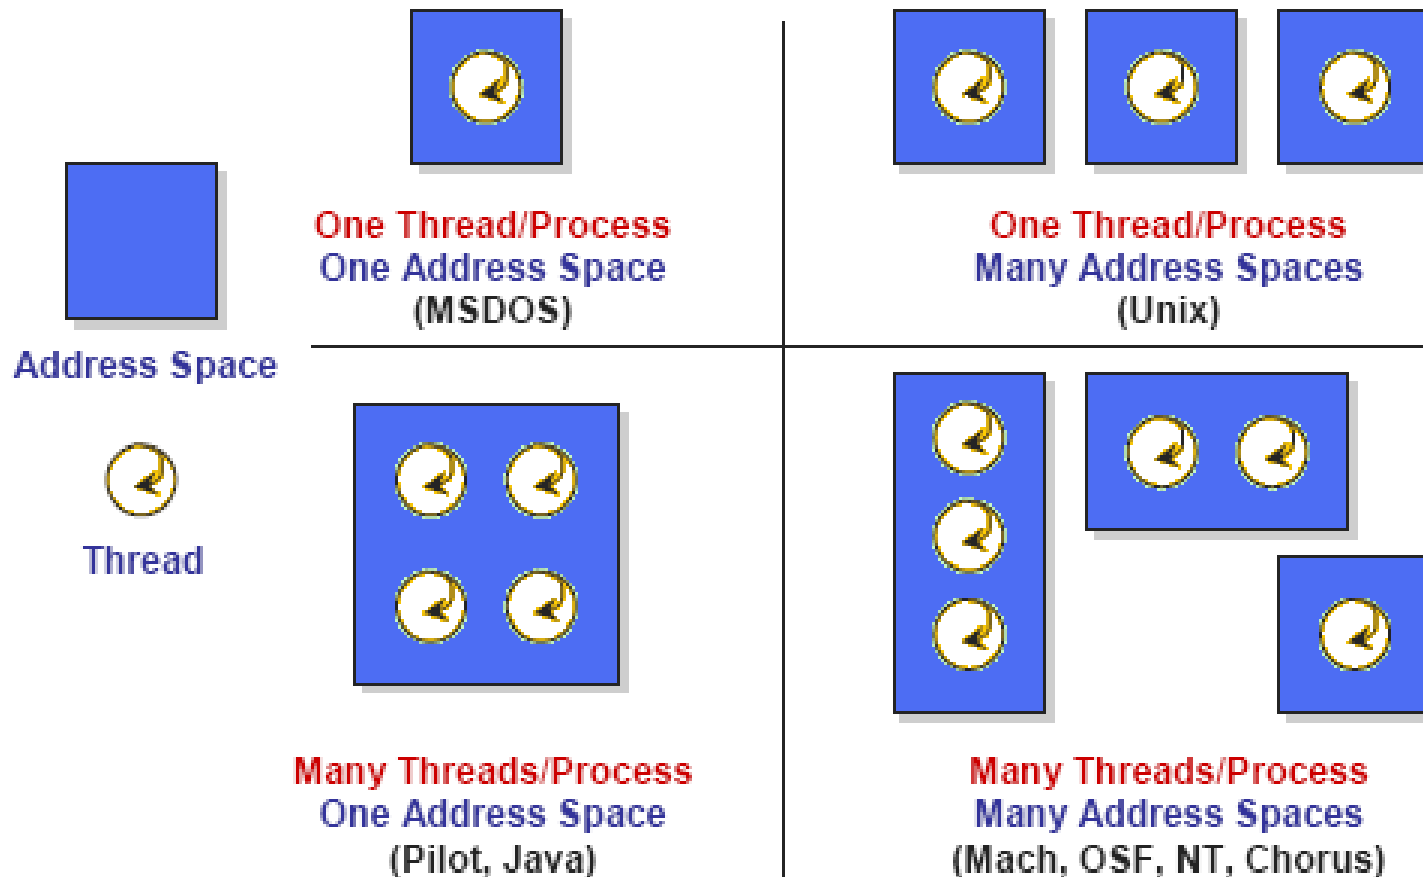 One Thread/Process
One Address Space
(MSDOS)
One Thread/Process
Many Address Spaces
(Unix)
Address Space
Thread
Many Threads/Process
One Address Space
(Pilot, Java)
Many Threads/Process
Many Address Spaces
(Mach, OSF, NT, Chorus)